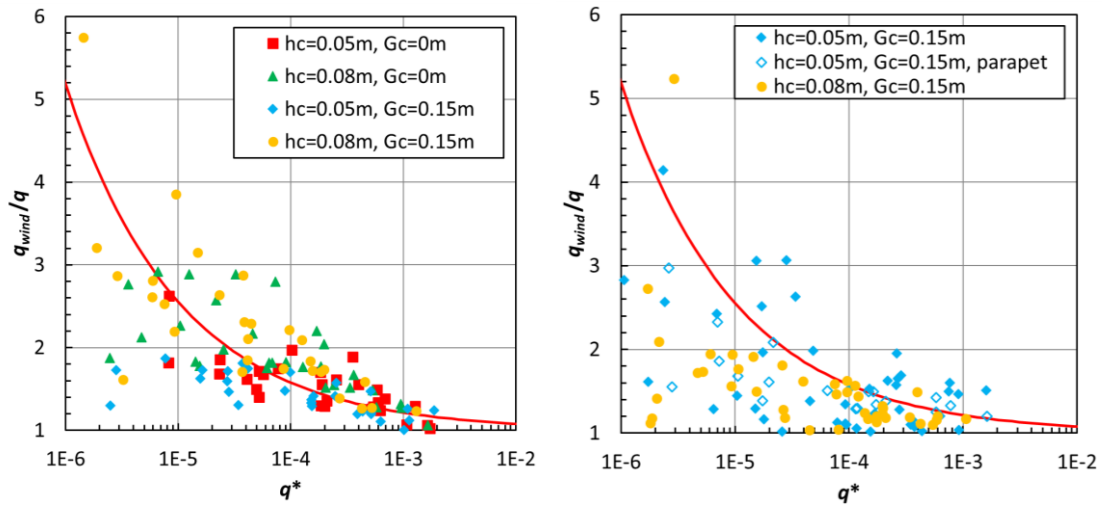 6
5
4
3
2
1
q_wind/q
1E-6 1E-5 1E-4 1E-3 1E-2
q*
hc=0.05m, Gc=0m
hc=0.08m, Gc=0m
hc=0.05m, Gc=0.15m
hc=0.08m, Gc=0.15m
6
5
4
3
2
1
q_wind/q
1E-6 1E-5 1E-4 1E-3 1E-2
q*
hc=0.05m, Gc=0.15m
hc=0.05m, Gc=0.15m, parapet
hc=0.08m, Gc=0.15m